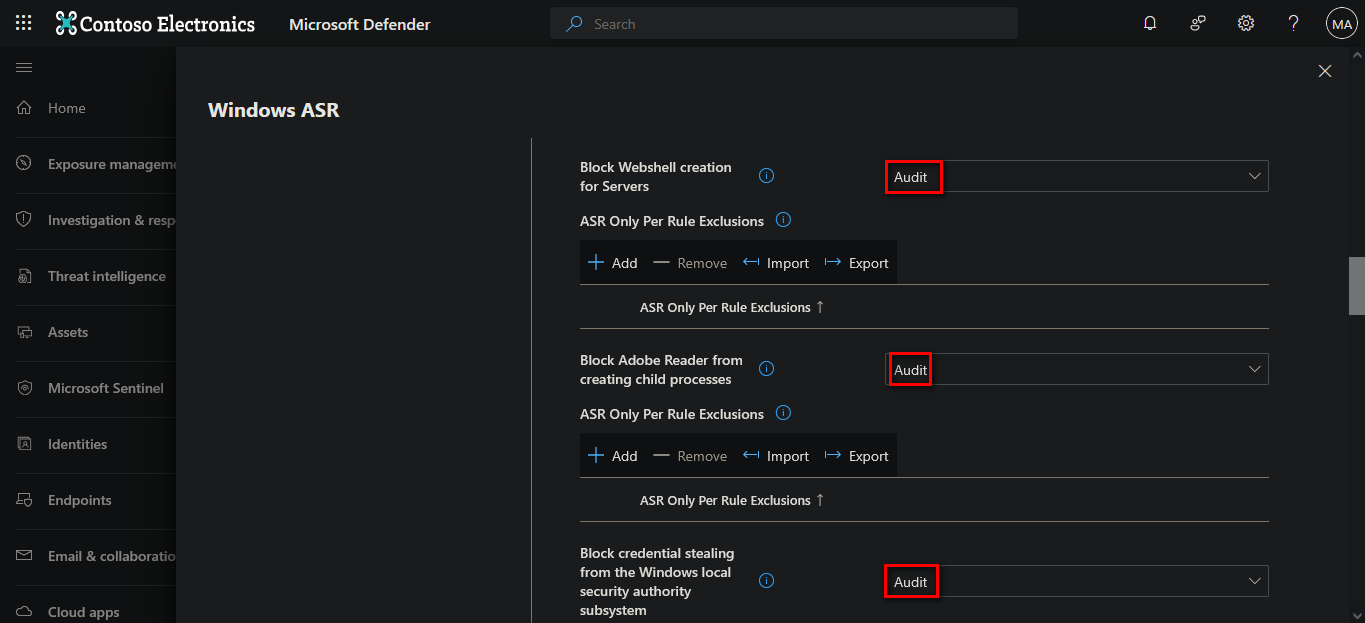 Contoso Electronics
Microsoft Defender
Search
?
MA
Home
Exposure manageme
Investigation & resp
Threat intelligence
Assets
Microsoft Sentinel
Identities
Endpoints
Email & collaboratio
Cloud apps
Windows ASR
Block Webshell creation
for Servers
Audit
ASR Only Per Rule Exclusions
Add Remove Import Export
ASR Only Per Rule Exclusions ↑
Block Adobe Reader from
creating child processes
Audit
ASR Only Per Rule Exclusions
Add Remove Import Export
ASR Only Per Rule Exclusions ↑
Block credential stealing
from the Windows local
security authority
subsystem
Audit